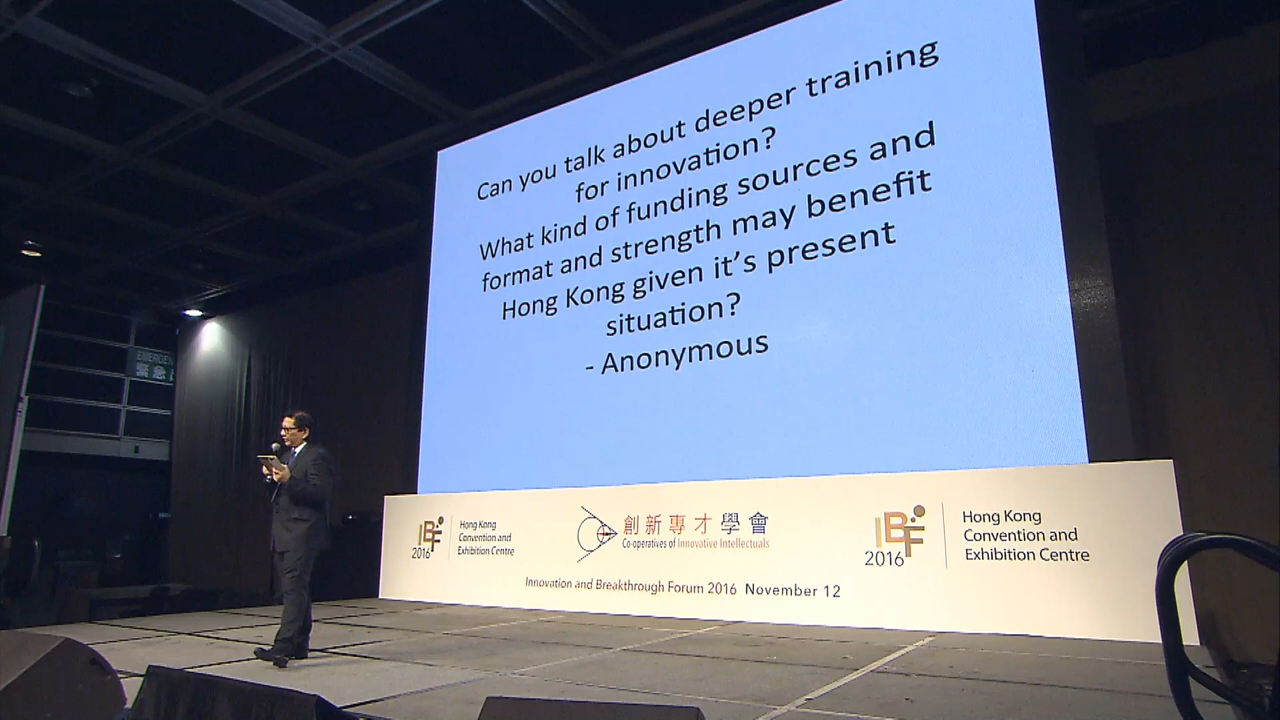 Can you talk about deeper training
for innovation?
What kind of funding sources and
format and strength may benefit
Hong Kong given it's present
situation?
- Anonymous
EMERGEN
緊急
IBF
2016
Hong Kong
Convention and
Exhibition Centre
創新專才學會
Co-operatives of Innovative Intellectuals
IBF
2016
Hong Kong
Convention and
Exhibition Centre
Innovation and Breakthrough Forum 2016 November 12